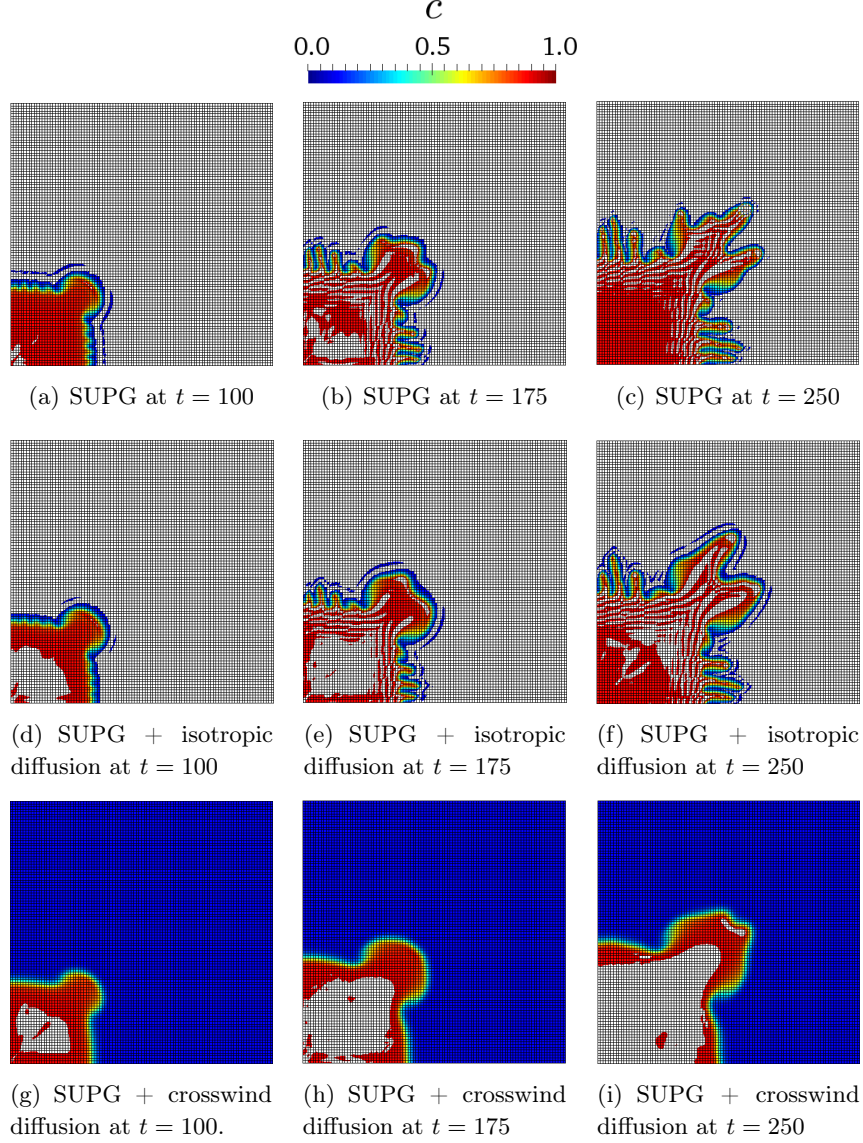 c
0.0 0.5 1.0
(a) SUPG at t = 100
(b) SUPG at t = 175
(c) SUPG at t = 250
(d) SUPG + isotropic
diffusion at t = 100
(e) SUPG + isotropic
diffusion at t = 175
(f) SUPG + isotropic
diffusion at t = 250
(g) SUPG + crosswind
diffusion at t = 100.
(h) SUPG + crosswind
diffusion at t = 175
(i) SUPG + crosswind
diffusion at t = 250